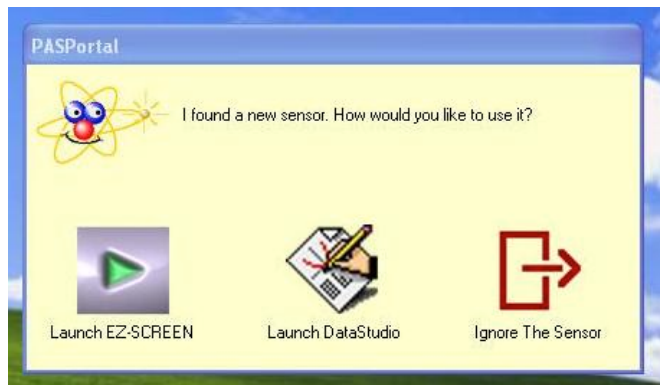 PASPortal
I found a new sensor. How would you like to use it?
Launch EZ-SCREEN
Launch DataStudio
Ignore The Sensor